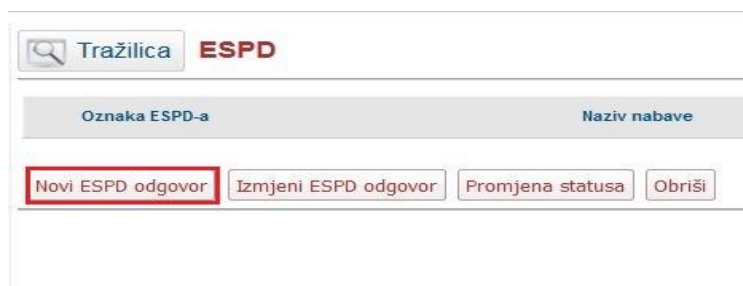 Tražilica ESPD
Oznaka ESPD-a Naziv nabave
Novi ESPD odgovor Izmjeni ESPD odgovor Promjena statusa Obriši